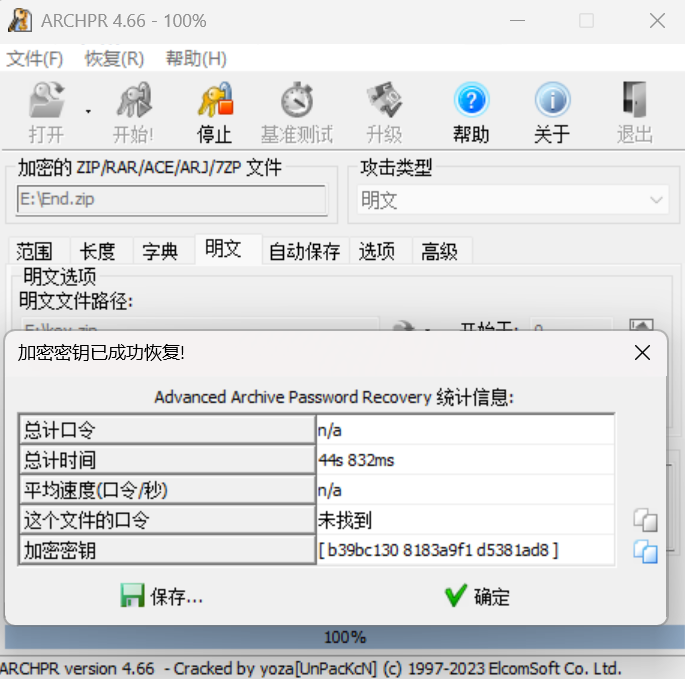 ARCHPR 4.66 - 100%
文件(F) 恢复(R) 帮助(H)
打开 开始! 停止 基准测试 升级 帮助 关于 退出
加密的 ZIP/RAR/ACE/ARJ/7ZP 文件 攻击类型
E:\End.zip 明文
范围 长度 字典 明文 自动保存 选项 高级
明文选项
明文文件路径:
E:\key.zip 开始于: 0
加密密钥已成功恢复!
Advanced Archive Password Recovery 统计信息:
总计口令 n/a
总计时间 44s 832ms
平均速度(口令/秒) n/a
这个文件的口令 未找到
加密密钥 [ b39bc130 8183a9f1 d5381ad8 ]
保存... 确定
100%
ARCHPR version 4.66 - Cracked by yoza[UnPacKcN] (c) 1997-2023 ElcomSoft Co. Ltd.